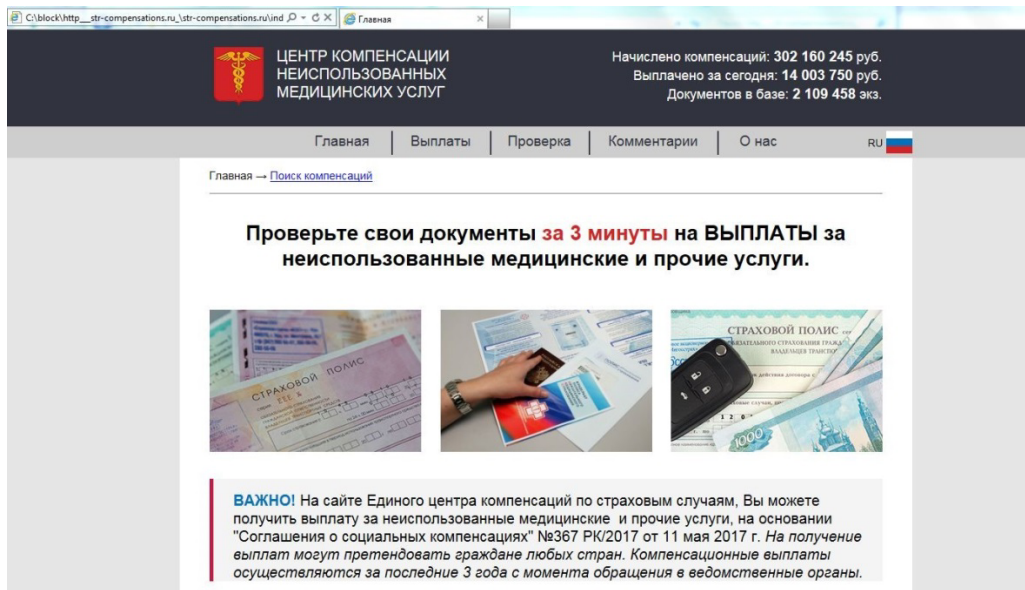 C:\block\http__str-compensations.ru_\str-compensations.ru\ind
Главная
ЦЕНТР КОМПЕНСАЦИИ
НЕИСПОЛЬЗОВАННЫХ
МЕДИЦИНСКИХ УСЛУГ
Начислено компенсаций: 302 160 245 руб.
Выплачено за сегодня: 14 003 750 руб.
Документов в базе: 2 109 458 экз.
Главная
Выплаты
Проверка
Комментарии
О нас
RU
Главная → Поиск компенсаций
Проверьте свои документы за 3 минуты на ВЫПЛАТЫ за
неиспользованные медицинские и прочие услуги.
СТРАХОВОЙ ПОЛИС
СТРАХОВОЙ ПОЛИС
1000
ВАЖНО! На сайте Единого центра компенсаций по страховым случаям, Вы можете
получить выплату за неиспользованные медицинские и прочие услуги, на основании
"Соглашения о социальных компенсациях" №367 РК/2017 от 11 мая 2017 г. На получение
выплат могут претендовать граждане любых стран. Компенсационные выплаты
осуществляются за последние 3 года с момента обращения в ведомственные органы.